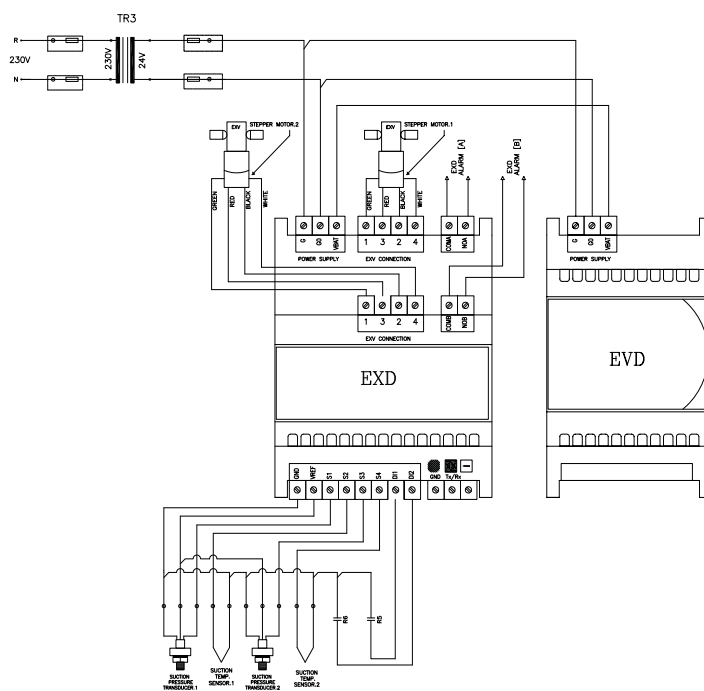 TR3
R
230V
N
230V
24V
EXV
STEPPER MOTOR.2
EXV
STEPPER MOTOR.1
EXD
ALARM [A]
EXD
ALARM [B]
GREEN
RED
BLACK
WHITE
GREEN
RED
BLACK
WHITE
G
G0
VBAT
1
3
2
4
COMA
NOA
G
G0
VBAT
POWER SUPPLY
EXV CONNECTION
POWER SUPPLY
1
3
2
4
COMB
NOB
EXV CONNECTION
EXD
EVD
GND
VREF
S1
S2
S3
S4
DI1
DI2
GND
Tx/Rx
R6
R5
SUCTION
PRESSURE
TRANSDUCER.1
SUCTION
TEMP.
SENSOR.1
SUCTION
PRESSURE
TRANSDUCER.2
SUCTION
TEMP.
SENSOR.2